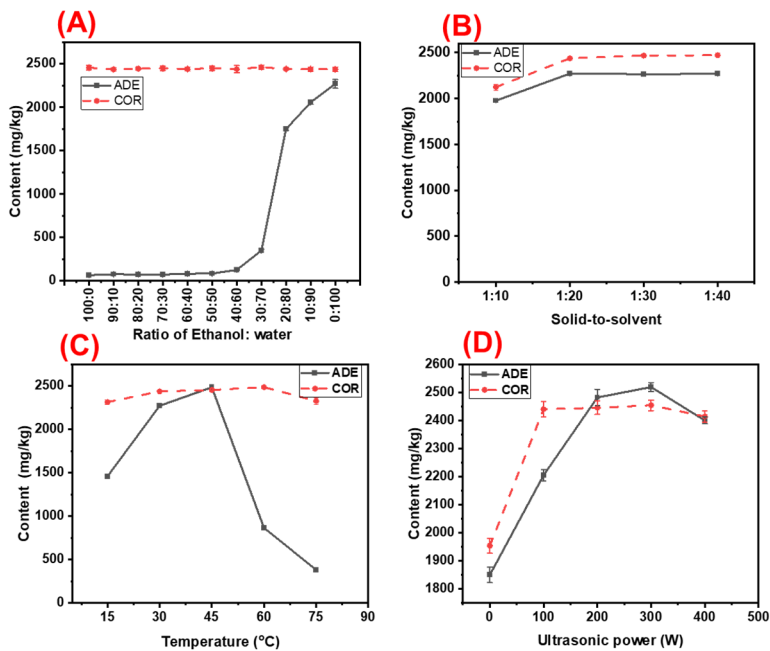 (A)
2500
2000
1500
1000
500
0
Content (mg/kg)
ADE
COR
100:0
90:10
80:20
70:30
60:40
50:50
40:60
30:70
20:80
10:90
0:100
Ratio of Ethanol: water
(B)
2500
2000
1500
1000
500
0
Content (mg/kg)
ADE
COR
1:10
1:20
1:30
1:40
Solid-to-solvent
(C)
2500
2000
1500
1000
500
0
Content (mg/kg)
ADE
COR
15
30
45
60
75
90
Temperature (°C)
(D)
2600
2500
2400
2300
2200
2100
2000
1900
1800
Content (mg/kg)
ADE
COR
0
100
200
300
400
500
Ultrasonic power (W)